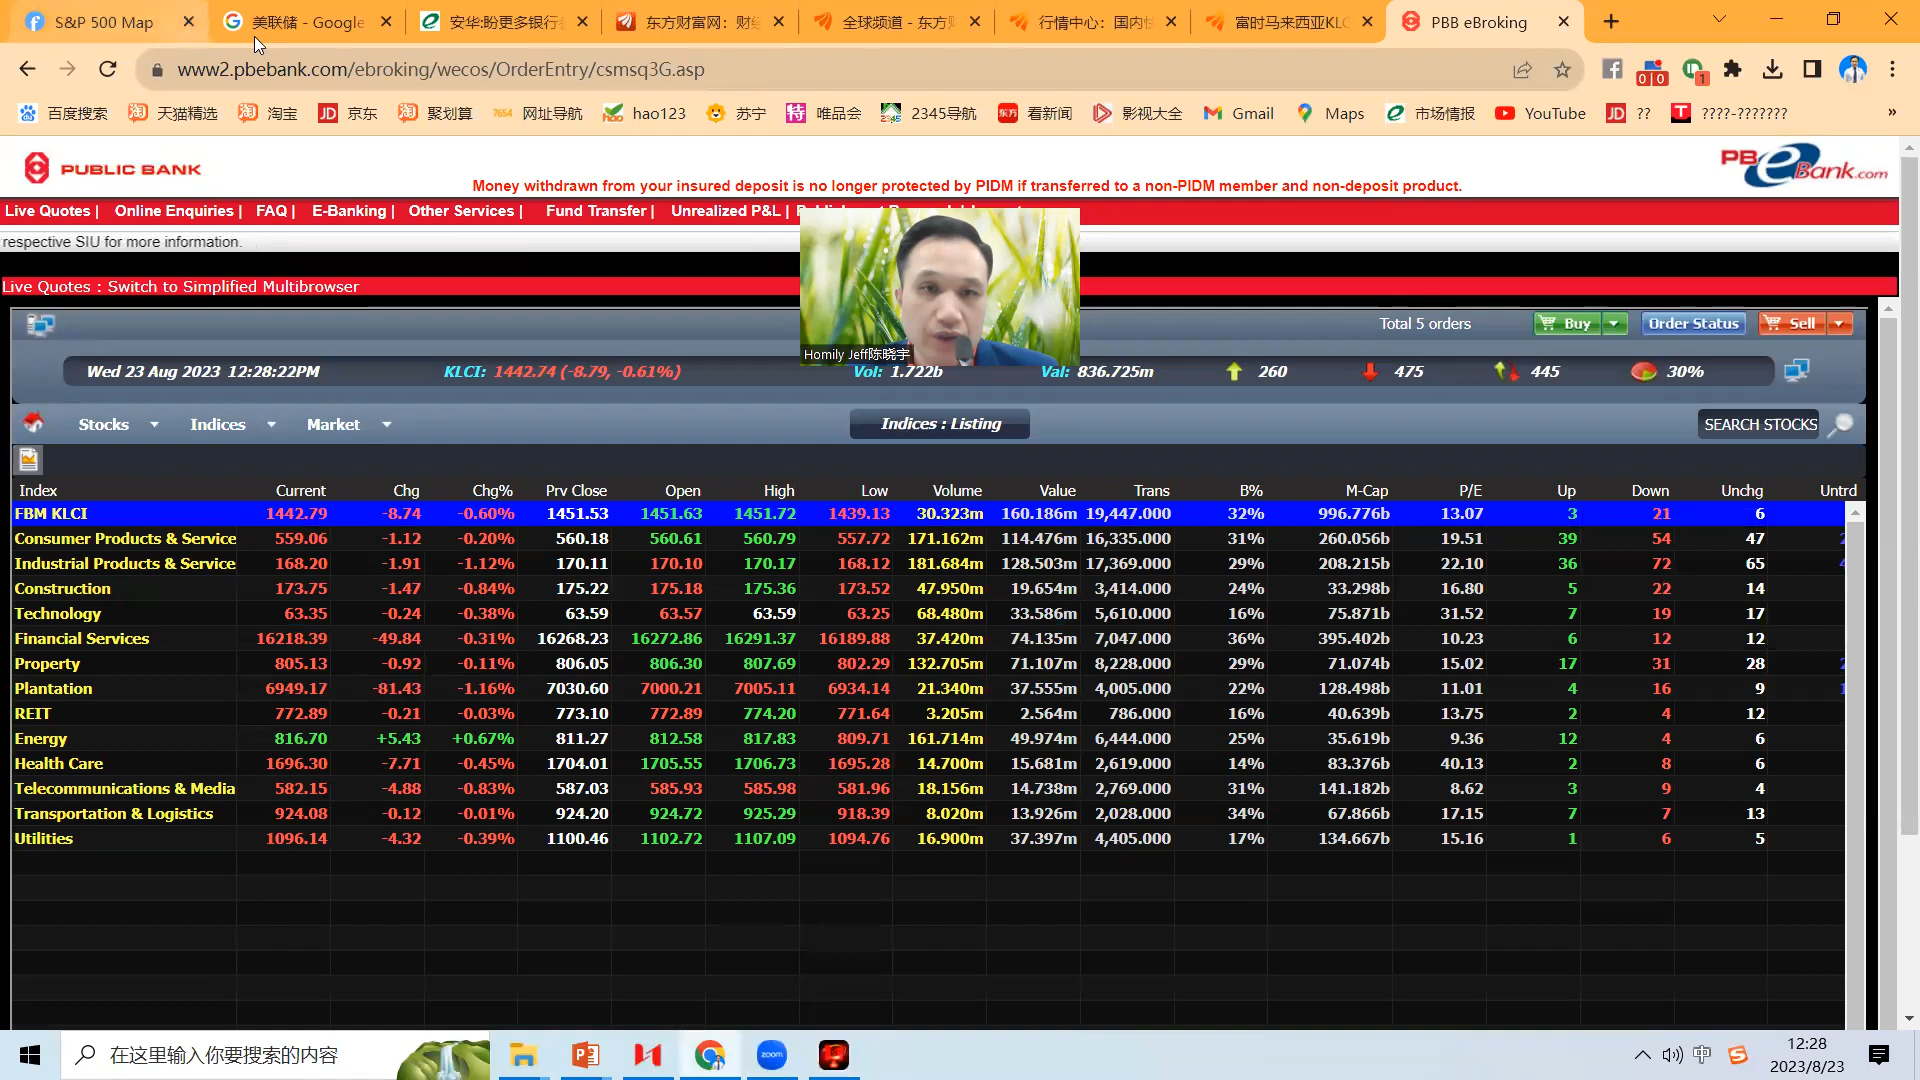 S&P 500 Map
美联储 - Google
安华:盼更多银行
东方财富网：财
全球频道 - 东方
行情中心：国内
富时马来西亚KLC
PBB eBroking
www2.pbebank.com/ebroking/wecos/OrderEntry/csmsq3G.asp
0|0
1
百度搜索
天猫精选
淘宝
京东
聚划算
网址导航
hao123
苏宁
唯品会
2345导航
看新闻
影视大全
Gmail
Maps
市场情报
YouTube
??
????-???????
»
PUBLIC BANK
PBeBank.com
Money withdrawn from your insured deposit is no longer protected by PIDM if transferred to a non-PIDM member and non-deposit product.
Live Quotes | Online Enquiries | FAQ | E-Banking | Other Services | Fund Transfer | Unrealized P&L |
respective SIU for more information.
Live Quotes : Switch to Simplified Multibrowser
Total 5 orders Buy Order Status Sell
Homily Jeff陈晓宇
Wed 23 Aug 2023 12:28:22PM KLCI: 1442.74 (-8.79, -0.61%) Vol: 1.722b Val: 836.725m 260 475 445 30%
Stocks Indices Market Indices : Listing SEARCH STOCKS
Index Current Chg Chg% Prv Close Open High Low Volume Value Trans B% M-Cap P/E Up Down Unchg Untrd
FBM KLCI 1442.79 -8.74 -0.60% 1451.53 1451.63 1451.72 1439.13 30.323m 160.186m 19,447.000 32% 996.776b 13.07 3 21 6
Consumer Products & Service 559.06 -1.12 -0.20% 560.18 560.61 560.79 557.72 171.162m 114.476m 16,335.000 31% 260.056b 19.51 39 54 47
Industrial Products & Service 168.20 -1.91 -1.12% 170.11 170.10 170.17 168.12 181.684m 128.503m 17,369.000 29% 208.215b 22.10 36 72 65
Construction 173.75 -1.47 -0.84% 175.22 175.18 175.36 173.52 47.950m 19.654m 3,414.000 24% 33.298b 16.80 5 22 14
Technology 63.35 -0.24 -0.38% 63.59 63.57 63.59 63.25 68.480m 33.586m 5,610.000 16% 75.871b 31.52 7 19 17
Financial Services 16218.39 -49.84 -0.31% 16268.23 16272.86 16291.37 16189.88 37.420m 74.135m 7,047.000 36% 395.402b 10.23 6 12 12
Property 805.13 -0.92 -0.11% 806.05 806.30 807.69 802.29 132.705m 71.107m 8,228.000 29% 71.074b 15.02 17 31 28
Plantation 6949.17 -81.43 -1.16% 7030.60 7000.21 7005.11 6934.14 21.340m 37.555m 4,005.000 22% 128.498b 11.01 4 16 9
REIT 772.89 -0.21 -0.03% 773.10 772.89 774.20 771.64 3.205m 2.564m 786.000 16% 40.639b 13.75 2 4 12
Energy 816.70 +5.43 +0.67% 811.27 812.58 817.83 809.71 161.714m 49.974m 6,444.000 25% 35.619b 9.36 12 4 6
Health Care 1696.30 -7.71 -0.45% 1704.01 1705.55 1706.73 1695.28 14.700m 15.681m 2,619.000 14% 83.376b 40.13 2 8 6
Telecommunications & Media 582.15 -4.88 -0.83% 587.03 585.93 585.98 581.96 18.156m 14.738m 2,769.000 31% 141.182b 8.62 3 9 4
Transportation & Logistics 924.08 -0.12 -0.01% 924.20 924.72 925.29 918.39 8.020m 13.926m 2,028.000 34% 67.866b 17.15 7 7 13
Utilities 1096.14 -4.32 -0.39% 1100.46 1102.72 1107.09 1094.76 16.900m 37.397m 4,405.000 17% 134.667b 15.16 1 6 5
在这里输入你要搜索的内容
zoom
中
12:28
2023/8/23